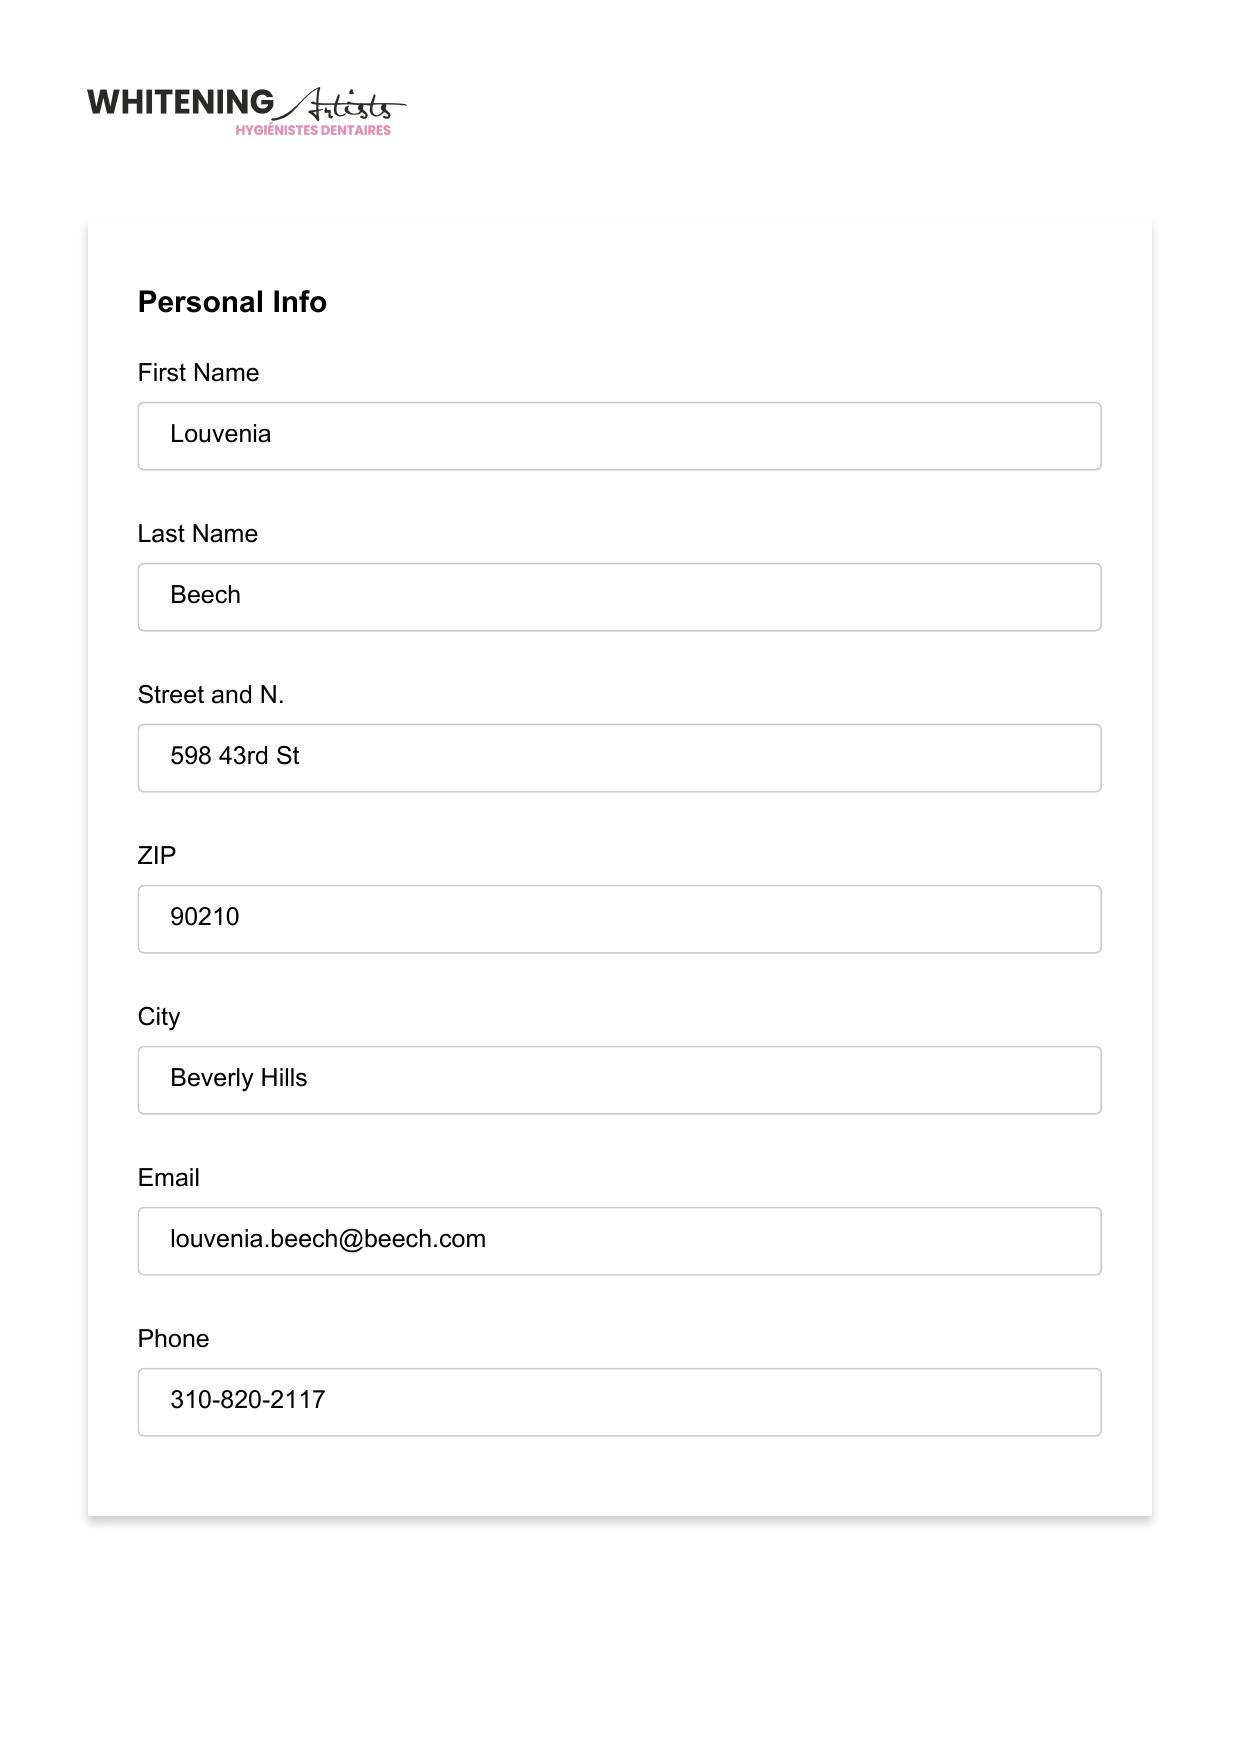 WHITENING Artists
HYGIÉNISTES DENTAIRES
Personal Info
First Name
Louvenia
Last Name
Beech
Street and N.
598 43rd St
ZIP
90210
City
Beverly Hills
Email
louvenia.beech@beech.com
Phone
310-820-2117